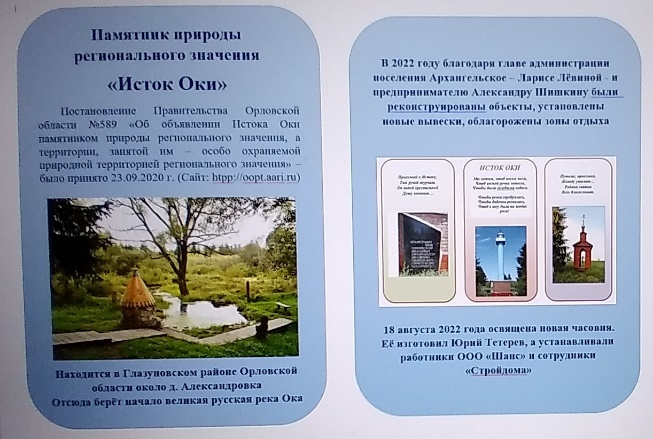 Памятник природы
регионального значения
«Исток Оки»
Постановление Правительства Орловской
области №589 «Об объявлении Истока Оки
памятником природы регионального значения, а
территории, занятой им – особо охраняемой
природной территорией регионального значения» –
было принято 23.09.2020 г. (Сайт: htpp://oopt.aari.ru)
Находится в Глазуновском районе Орловской
области около д. Александровка
Отсюда берёт начало великая русская река Ока
В 2022 году благодаря главе администрации
поселения Архангельское – Ларисе Лёвиной - и
предпринимателю Александру Шишкину были
реконструированы объекты, установлены
новые вывески, облагорожены зоны отдыха
ИСТОК ОКИ
18 августа 2022 года освящена новая часовня.
Её изготовил Юрий Тетерев, а устанавливали
работники ООО «Шанс» и сотрудники
«Стройдома»